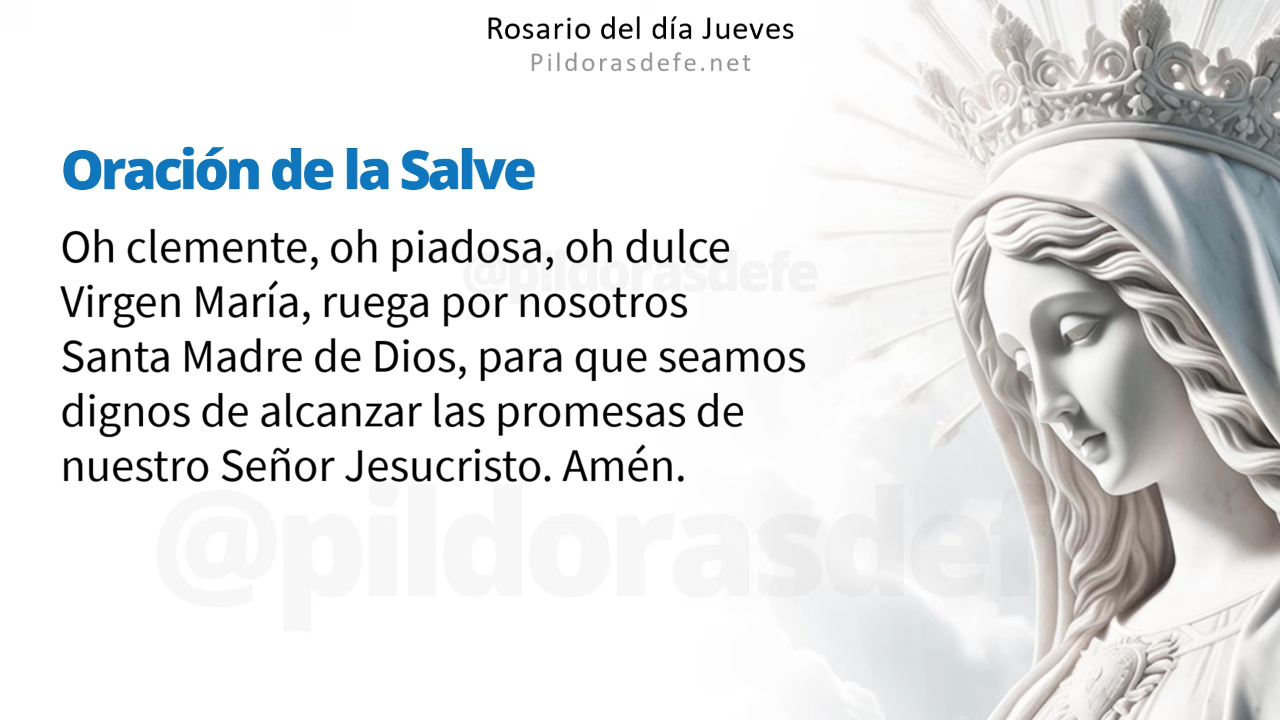 Rosario del día Jueves
Pildorasdefe.net
Oración de la Salve
Oh clemente, oh piadosa, oh dulce
@pildorasdefe
Virgen María, ruega por nosotros
Santa Madre de Dios, para que seamos
dignos de alcanzar las promesas de
nuestro Señor Jesucristo. Amén.
@pildorasdef